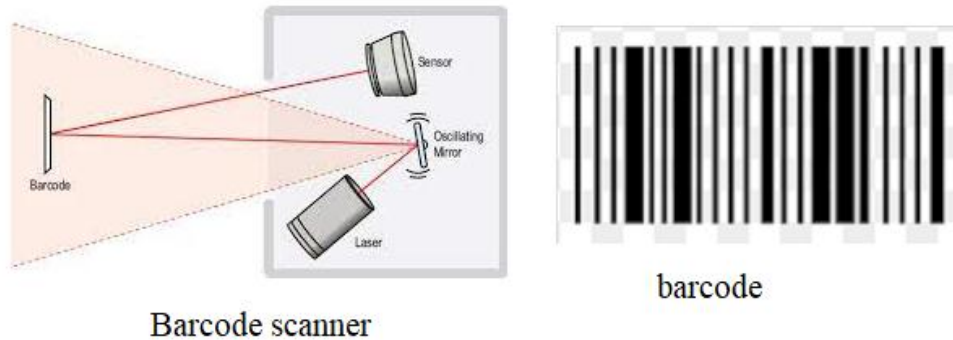 Sensor
Oscillating
Mirror
Barcode
Laser
barcode
Barcode scanner